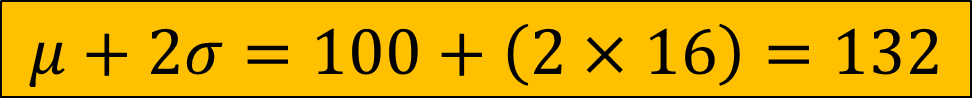 μ + 2σ = 100 + (2 × 16) = 132